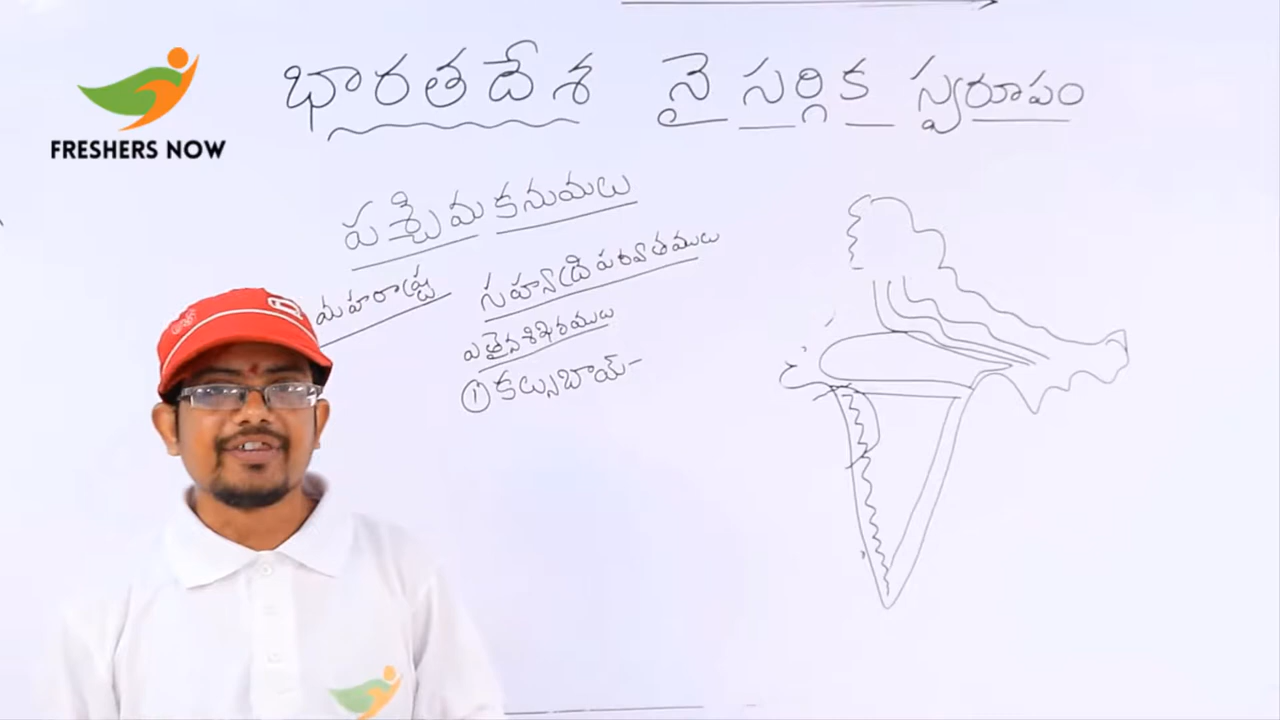 FRESHERS NOW
భారతదేశ నై సర్గిక స్వరూపం
పశ్చిమ కనుమలు
మహారాష్ట్ర
సహ్యాద్రి పర్వతములు
ఎత్తైన శిఖరములు
① కల్సుబాయ్ -